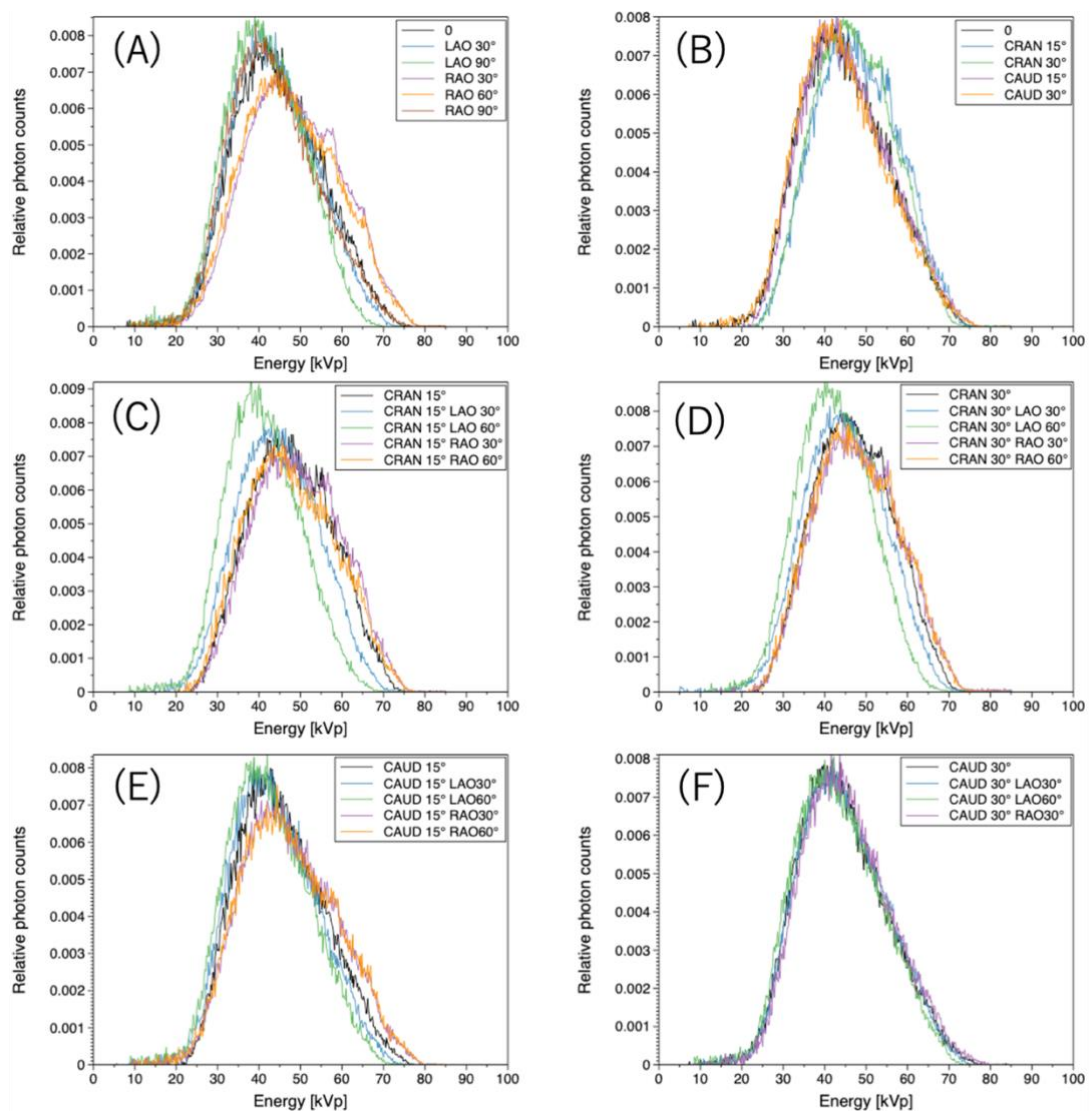 (A)
0
LAO 30°
LAO 90°
RAO 30°
RAO 60°
RAO 90°
Relative photon counts
0.008
0.007
0.006
0.005
0.004
0.003
0.002
0.001
0
0 10 20 30 40 50 60 70 80 90 100
Energy [kVp]
(B)
0
CRAN 15°
CRAN 30°
CAUD 15°
CAUD 30°
Relative photon counts
0.008
0.007
0.006
0.005
0.004
0.003
0.002
0.001
0
0 10 20 30 40 50 60 70 80 90 100
Energy [kVp]
(C)
CRAN 15°
CRAN 15° LAO 30°
CRAN 15° LAO 60°
CRAN 15° RAO 30°
CRAN 15° RAO 60°
Relative photon counts
0.009
0.008
0.007
0.006
0.005
0.004
0.003
0.002
0.001
0
0 10 20 30 40 50 60 70 80 90 100
Energy [kVp]
(D)
CRAN 30°
CRAN 30° LAO 30°
CRAN 30° LAO 60°
CRAN 30° RAO 30°
CRAN 30° RAO 60°
Relative photon counts
0.008
0.007
0.006
0.005
0.004
0.003
0.002
0.001
0
0 10 20 30 40 50 60 70 80 90 100
Energy [kVp]
(E)
CAUD 15°
CAUD 15° LAO30°
CAUD 15° LAO60°
CAUD 15° RAO30°
CAUD 15° RAO60°
Relative photon counts
0.008
0.007
0.006
0.005
0.004
0.003
0.002
0.001
0
0 10 20 30 40 50 60 70 80 90 100
Energy [kVp]
(F)
CAUD 30°
CAUD 30° LAO30°
CAUD 30° LAO60°
CAUD 30° RAO30°
Relative photon counts
0.008
0.007
0.006
0.005
0.004
0.003
0.002
0.001
0
0 10 20 30 40 50 60 70 80 90 100
Energy [kVp]